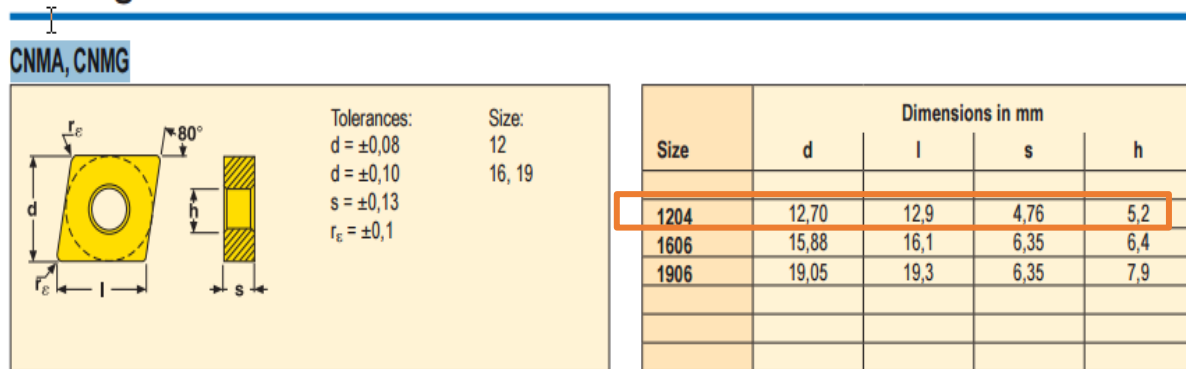 CNMA, CNMG
rε
80°
d
h
rε
l
s
Tolerances: Size:
d = ±0,08 12
d = ±0,10 16, 19
s = ±0,13
rε = ±0,1
Dimensions in mm
Size d l s h
1204 12,70 12,9 4,76 5,2
1606 15,88 16,1 6,35 6,4
1906 19,05 19,3 6,35 7,9